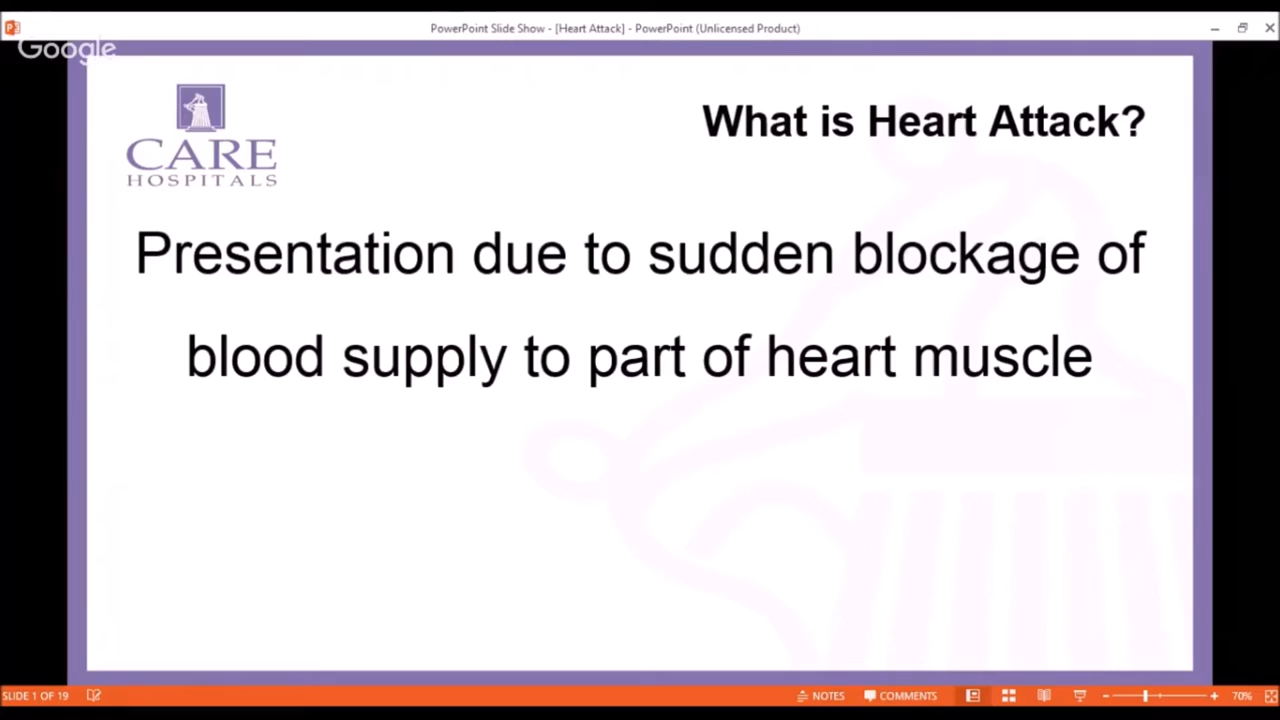 PowerPoint Slide Show - [Heart Attack] - PowerPoint (Unlicensed Product)
Google
CARE
HOSPITALS
What is Heart Attack?
Presentation due to sudden blockage of
blood supply to part of heart muscle
SLIDE 1 OF 19
NOTES
COMMENTS
70%